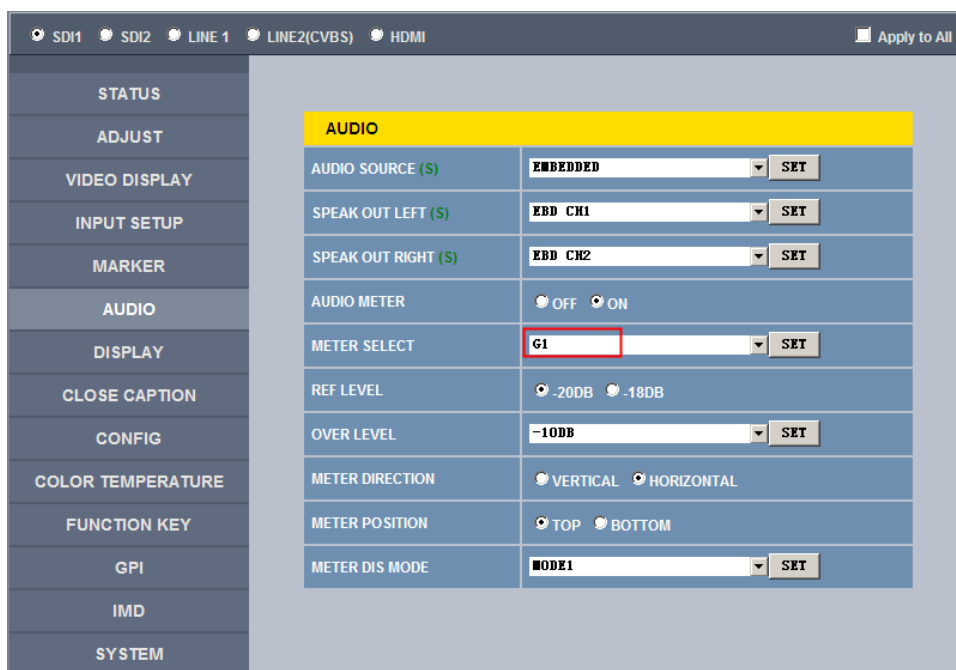 SDI1 SDI2 LINE 1 LINE2(CVBS) HDMI Apply to All
STATUS
ADJUST
VIDEO DISPLAY
INPUT SETUP
MARKER
AUDIO
DISPLAY
CLOSE CAPTION
CONFIG
COLOR TEMPERATURE
FUNCTION KEY
GPI
IMD
SYSTEM
AUDIO
AUDIO SOURCE (S) EMBEDDED SET
SPEAK OUT LEFT (S) EBD CH1 SET
SPEAK OUT RIGHT (S) EBD CH2 SET
AUDIO METER OFF ON
METER SELECT G1 SET
REF LEVEL -20DB -18DB
OVER LEVEL -10DB SET
METER DIRECTION VERTICAL HORIZONTAL
METER POSITION TOP BOTTOM
METER DIS MODE MODE1 SET